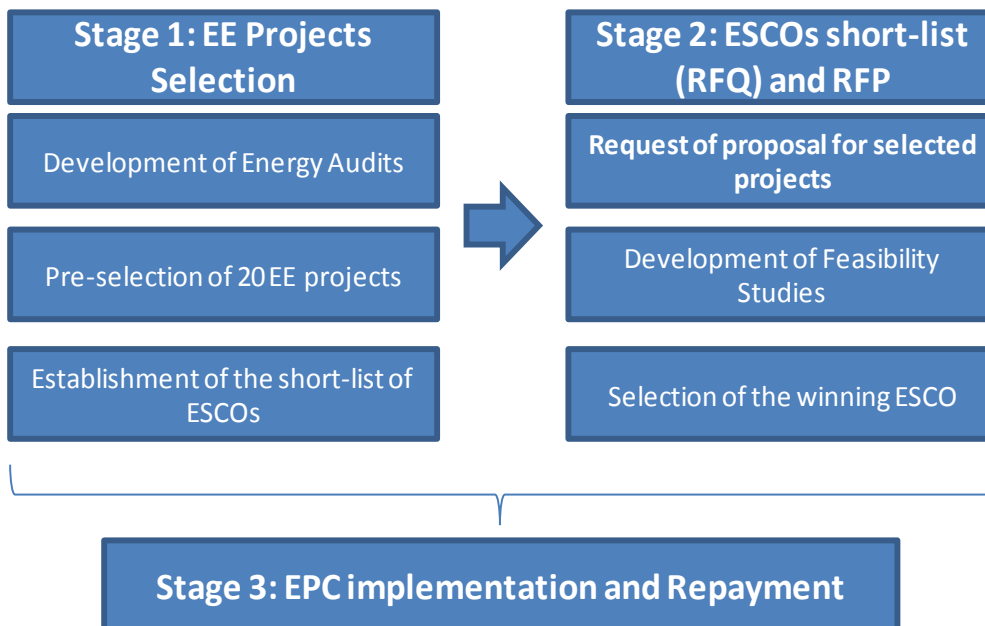 Stage 1: EE Projects
Selection
Development of Energy Audits
Pre-selection of 20 EE projects
Establishment of the short-list of
ESCOs
Stage 2: ESCOs short-list
(RFQ) and RFP
Request of proposal for selected
projects
Development of Feasibility
Studies
Selection of the winning ESCO
Stage 3: EPC implementation and Repayment